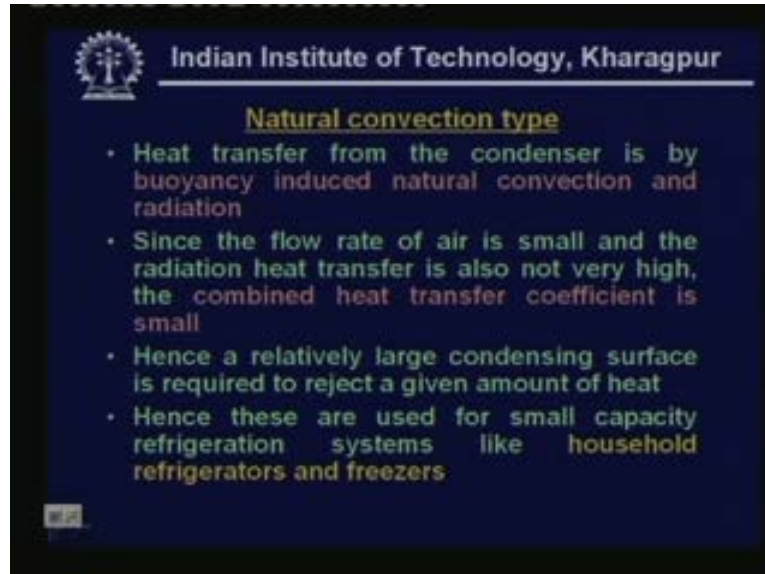 Indian Institute of Technology, Kharagpur
Natural convection type
• Heat transfer from the condenser is by
buoyancy induced natural convection and
radiation
• Since the flow rate of air is small and the
radiation heat transfer is also not very high,
the combined heat transfer coefficient is
small
• Hence a relatively large condensing surface
is required to reject a given amount of heat
• Hence these are used for small capacity
refrigeration systems like household
refrigerators and freezers